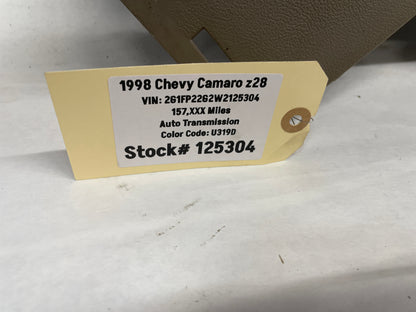 1998 Chevy Camaro z28
VIN: 2G1FP22G2W2125304
157,XXX Miles
Auto Transmission
Color Code: U319D
Stock# 125304